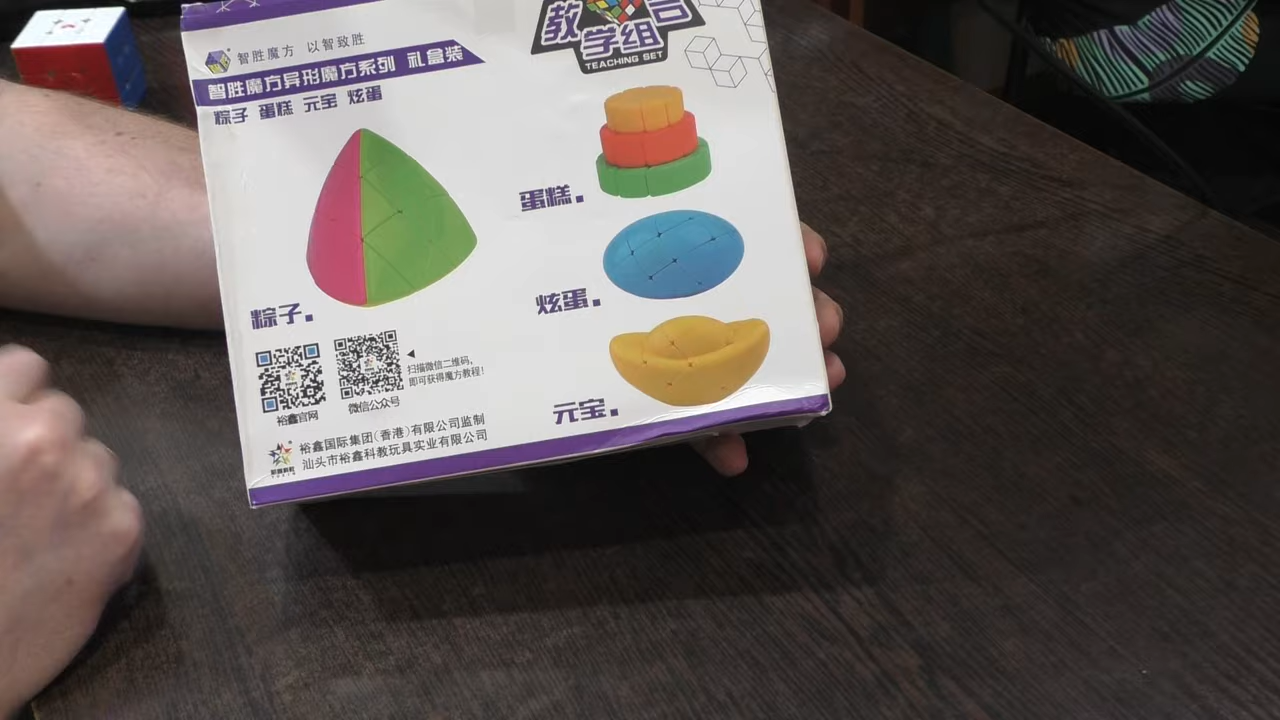 智胜魔方 以智致胜
智胜魔方异形魔方系列 礼盒装
粽子 蛋糕 元宝 炫蛋
教 合
学组
TEACHING SET
蛋糕.
炫蛋.
粽子.
元宝.
扫描微信二维码,
即可获得魔方教程!
裕鑫官网
微信公众号
裕鑫国际集团(香港)有限公司监制
汕头市裕鑫科教玩具实业有限公司